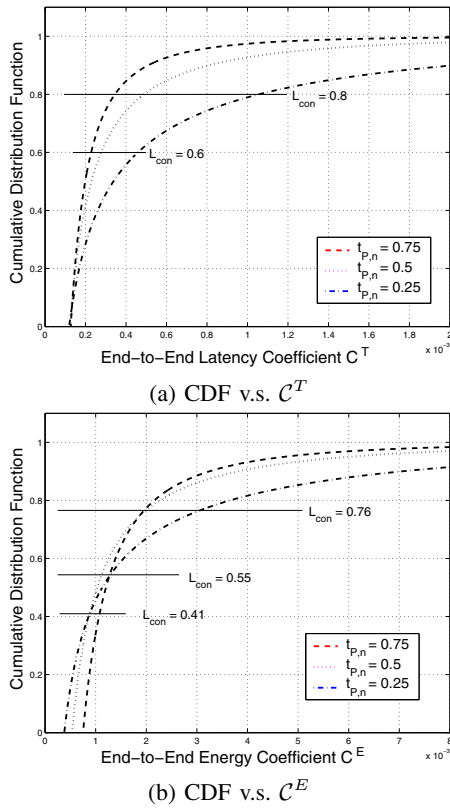 1
0.8
0.6
0.4
0.2
0
Cumulative Distribution Function
L_con = 0.8
L_con = 0.6
t_P,n = 0.75
t_P,n = 0.5
t_P,n = 0.25
0 0.2 0.4 0.6 0.8 1 1.2 1.4 1.6 1.8 2
x 10^-3
End-to-End Latency Coefficient C^T
(a) CDF v.s. C^T
1
0.8
0.6
0.4
0.2
0
Cumulative Distribution Function
L_con = 0.76
L_con = 0.55
L_con = 0.41
t_P,n = 0.75
t_P,n = 0.5
t_P,n = 0.25
0 1 2 3 4 5 6 7 8
x 10^-3
End-to-End Energy Coefficient C^E
(b) CDF v.s. C^E